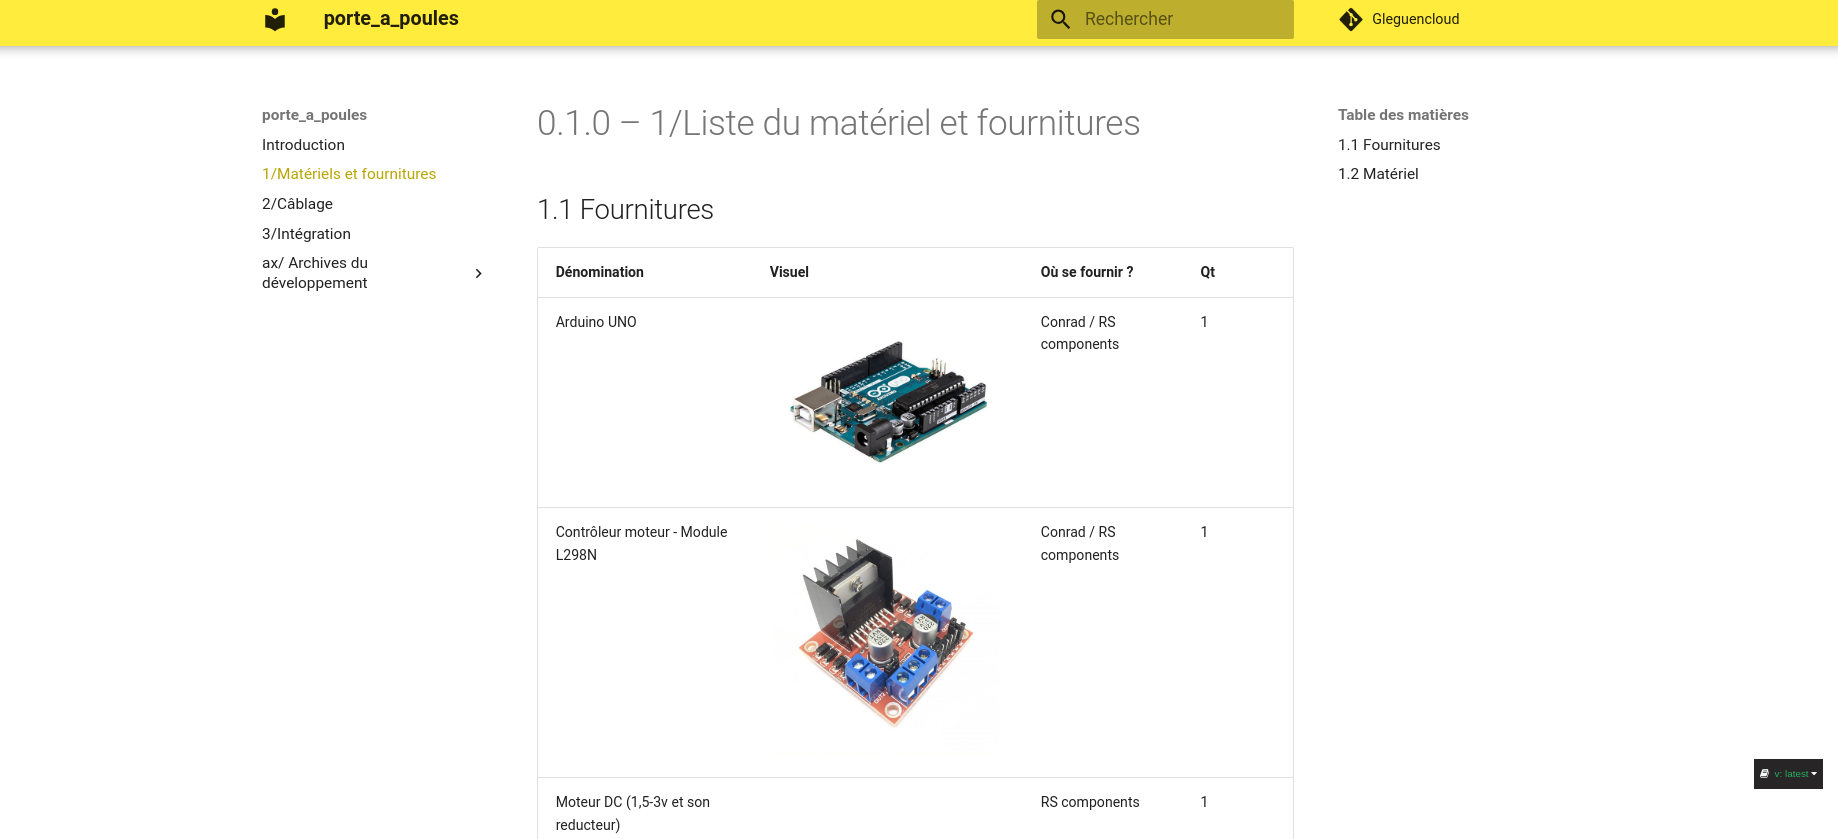 porte_a_poules
Rechercher
Gleguencloud
porte_a_poules
Introduction
1/Matériels et fournitures
2/Câblage
3/Intégration
ax/ Archives du
développement
0.1.0 – 1/Liste du matériel et fournitures
1.1 Fournitures
Dénomination Visuel Où se fournir ? Qt
Arduino UNO Conrad / RS 1
components
Contrôleur moteur - Module Conrad / RS 1
L298N components
Moteur DC (1,5-3v et son RS components 1
reducteur)
Table des matières
1.1 Fournitures
1.2 Matériel
v: latest